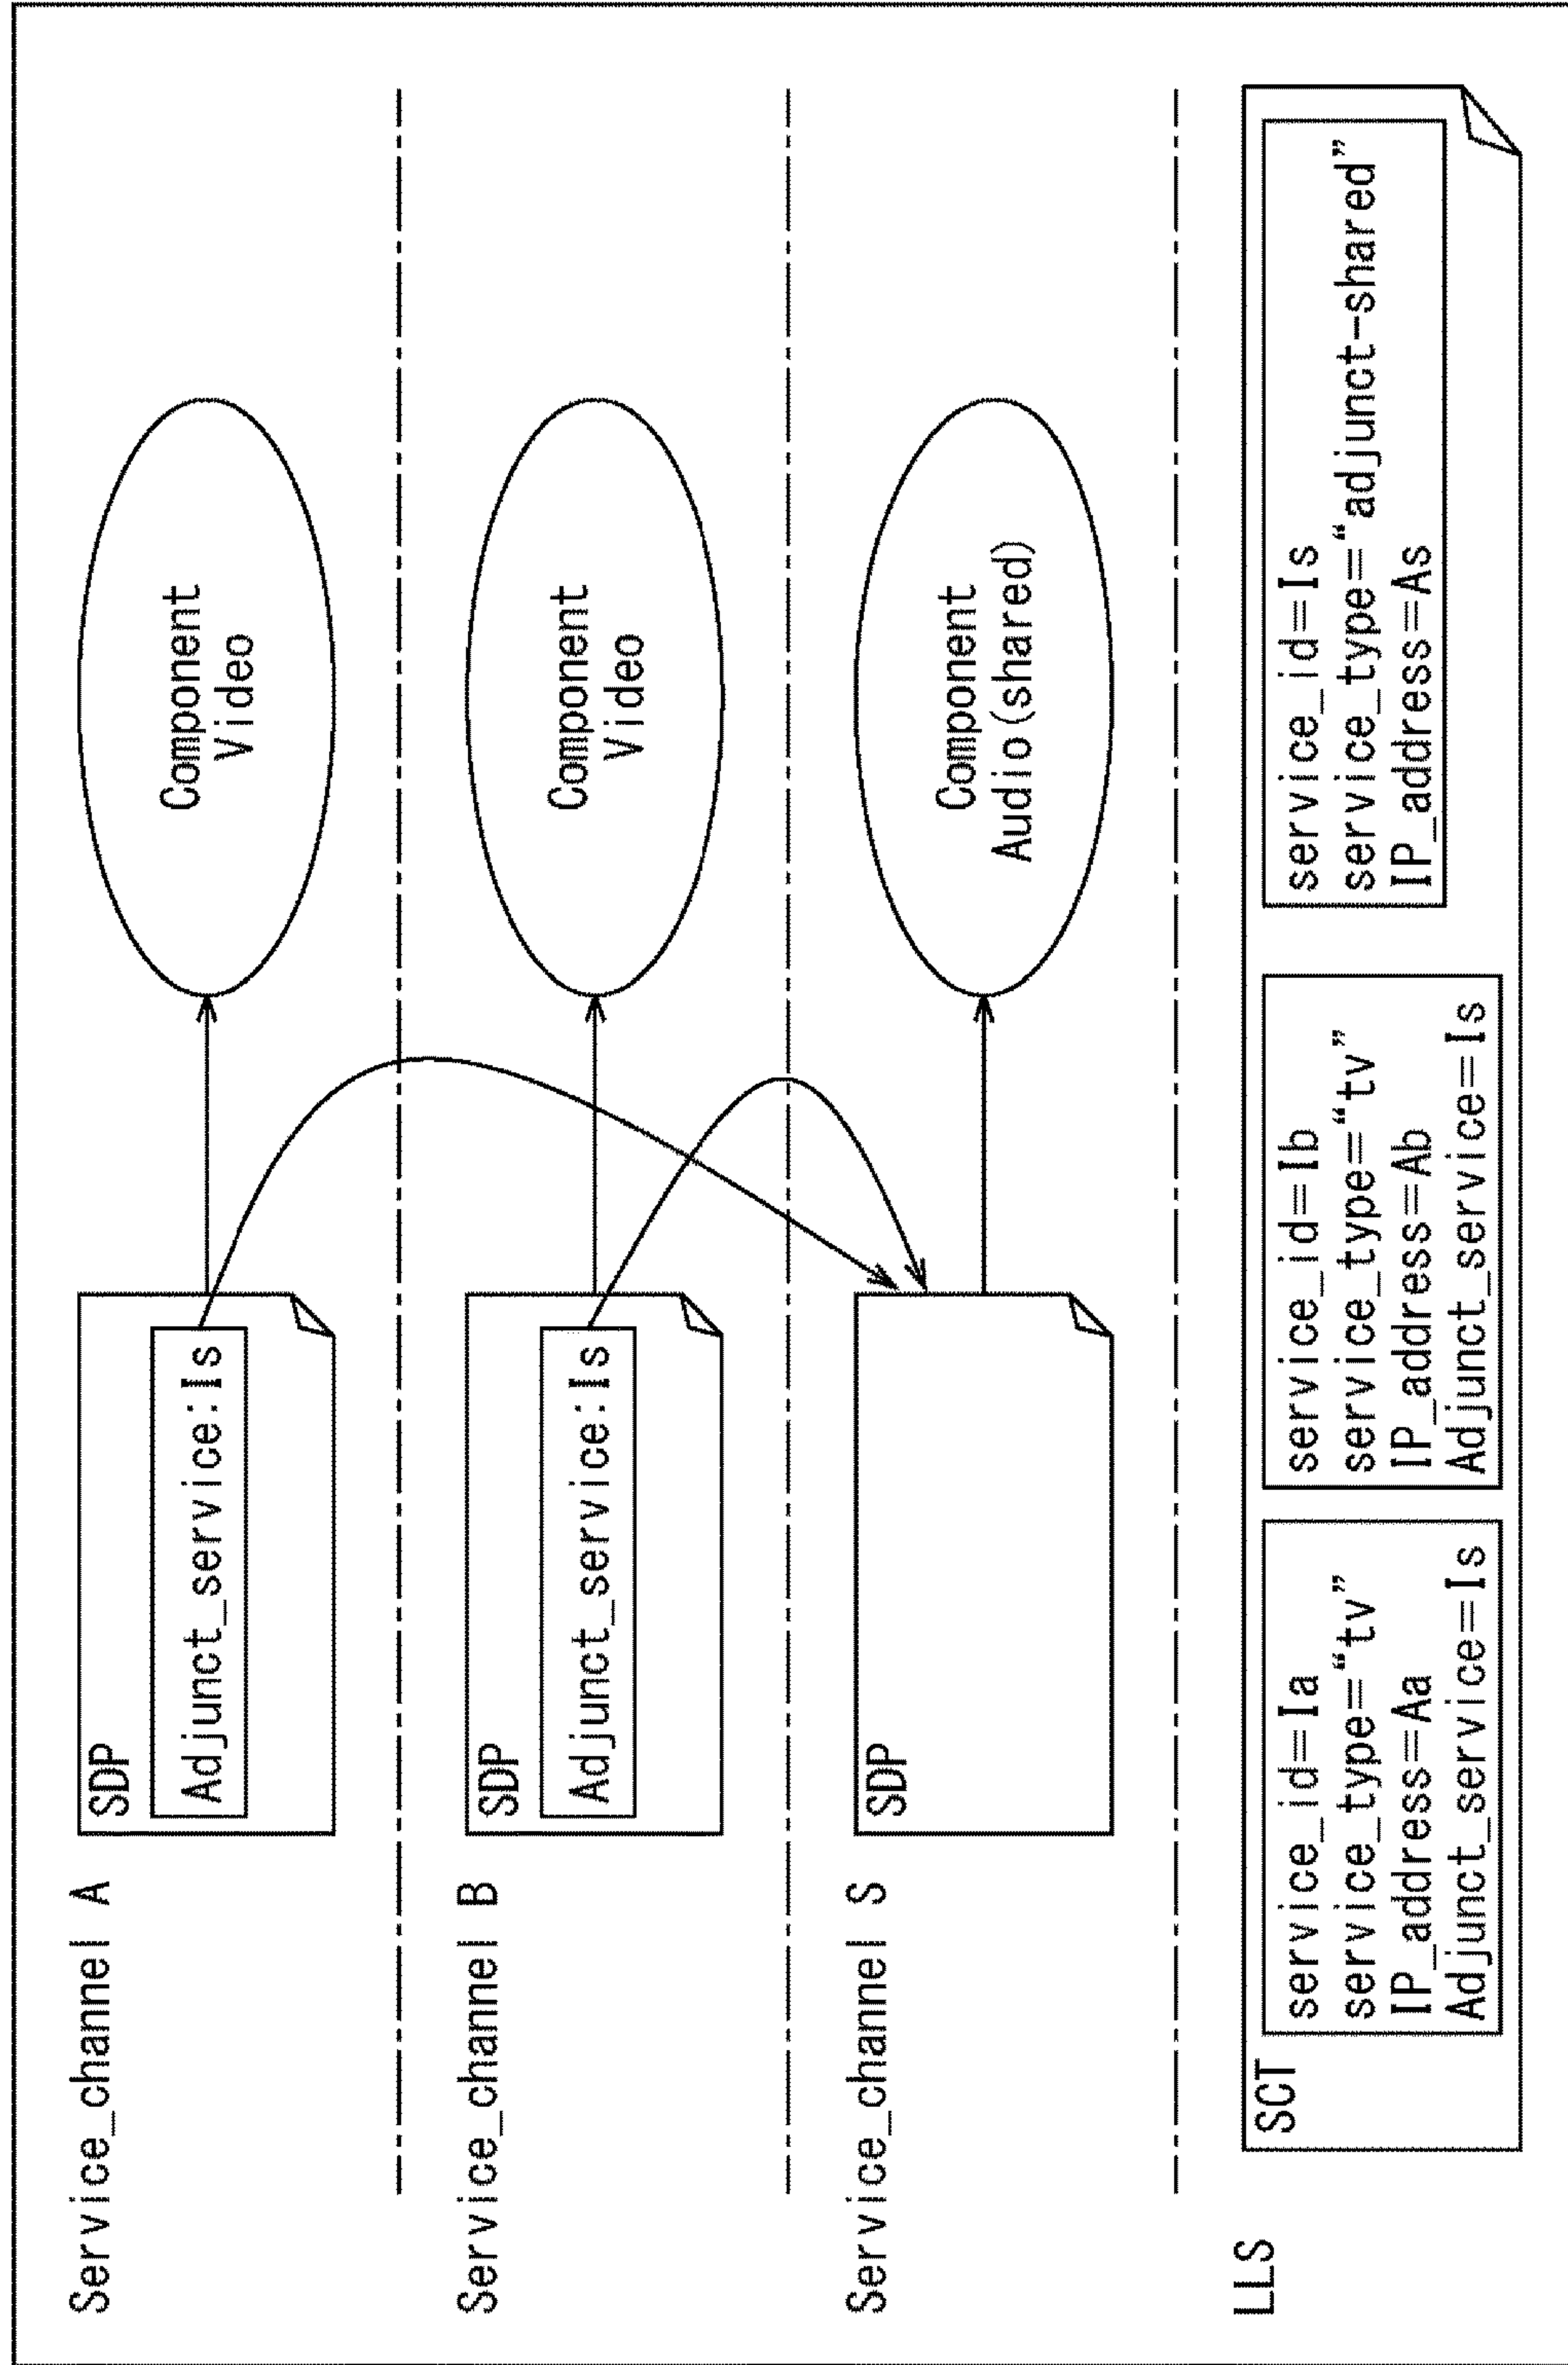 Service_channel A
SDP
Adjunct_service:Is
Component
Video
Service_channel B
SDP
Adjunct_service:Is
Component
Video
Service_channel S
SDP
Component
Audio(shared)
LLS
SCT
service_id=Ia
service_type=“tv”
IP_address=Aa
Adjunct_service=Is
service_id=Ib
service_type=“tv”
IP_address=Ab
Adjunct_service=Is
service_id=Is
service_type=“adjunct-shared”
IP_address=As